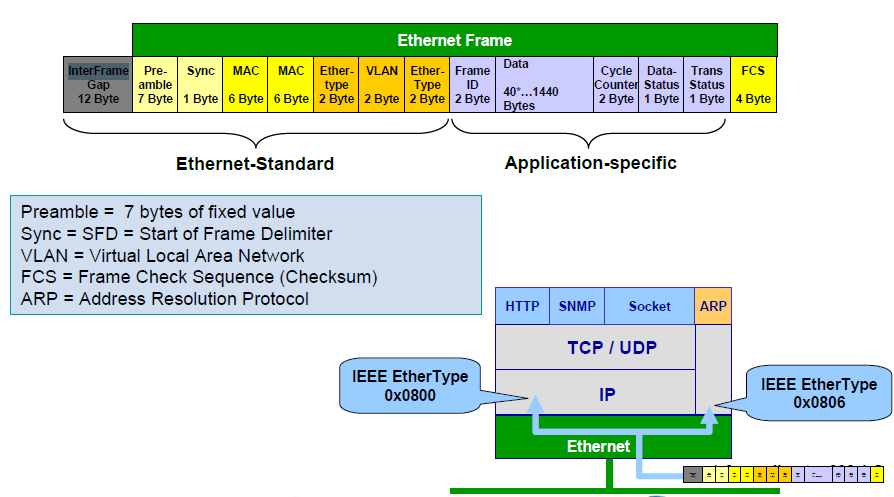 Ethernet Frame
InterFrame
Gap
12 Byte
Pre-
amble
7 Byte
Sync
1 Byte
MAC
6 Byte
MAC
6 Byte
Ether-
type
2 Byte
VLAN
2 Byte
Ether-
Type
2 Byte
Frame
ID
2 Byte
Data
40*...1440
Bytes
Cycle
Counter
2 Byte
Data-
Status
1 Byte
Trans
Status
1 Byte
FCS
4 Byte
Ethernet-Standard
Application-specific
Preamble = 7 bytes of fixed value
Sync = SFD = Start of Frame Delimiter
VLAN = Virtual Local Area Network
FCS = Frame Check Sequence (Checksum)
ARP = Address Resolution Protocol
HTTP
SNMP
Socket
ARP
TCP / UDP
IP
Ethernet
IEEE EtherType
0x0800
IEEE EtherType
0x0806